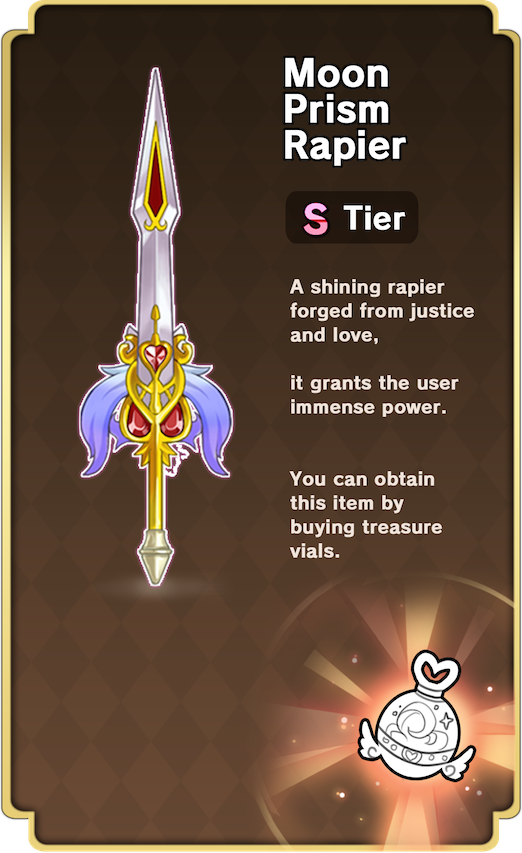 Moon
Prism
Rapier
S Tier
A shining rapier
forged from justice
and love,
it grants the user
immense power.
You can obtain
this item by
buying treasure
vials.